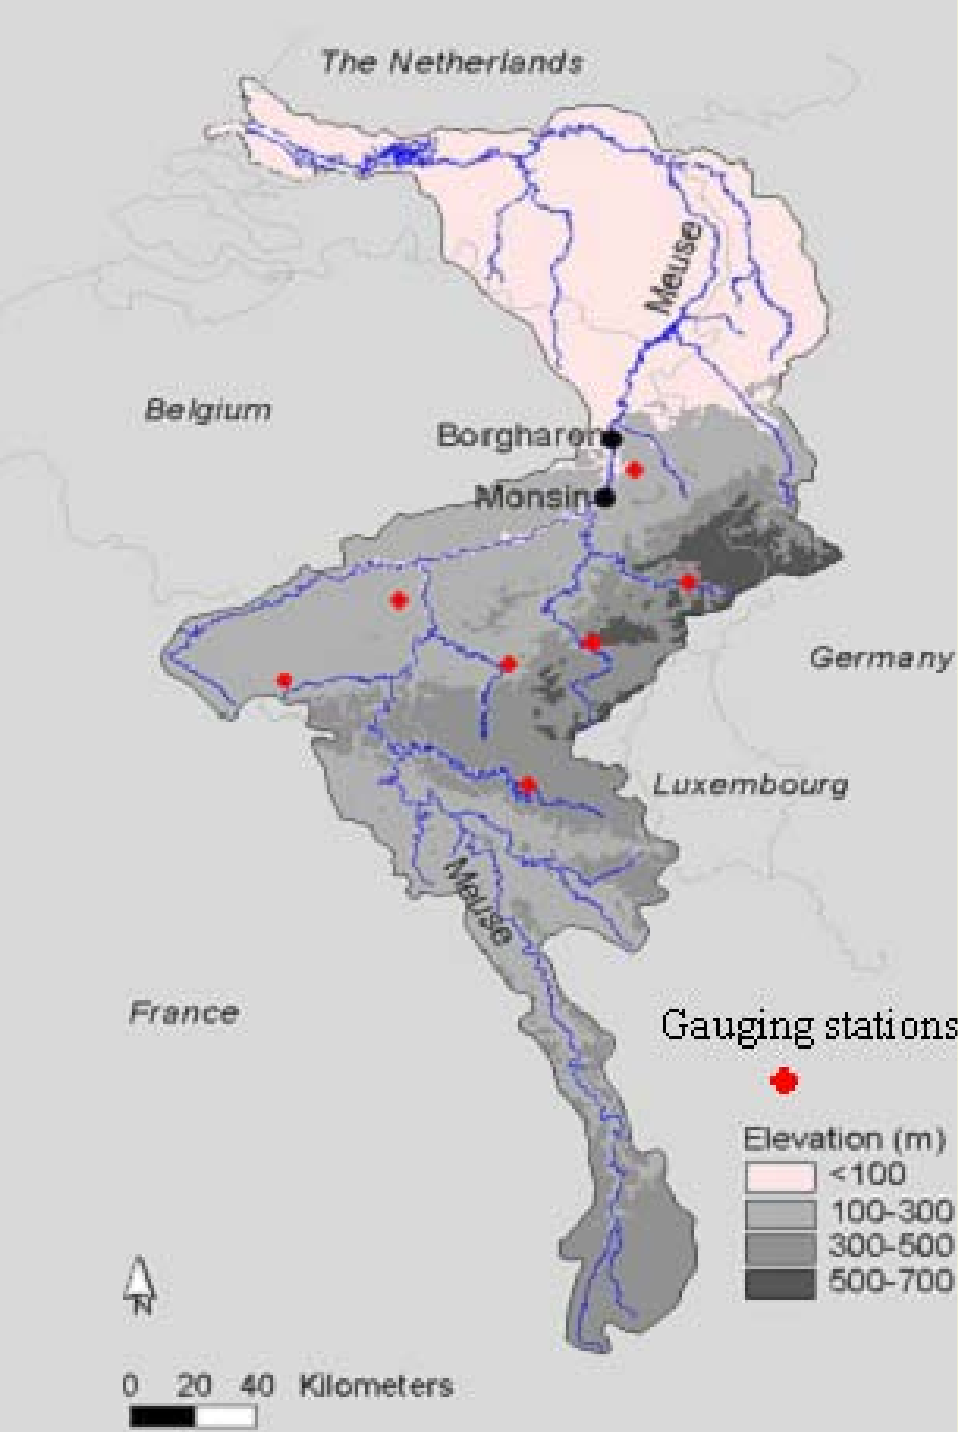 The Netherlands
Meuse
Belgium
Borgharen
Monsin
Germany
Luxembourg
Meuse
France
Gauging stations
Elevation (m)
<100
100-300
300-500
500-700
N
0 20 40 Kilometers